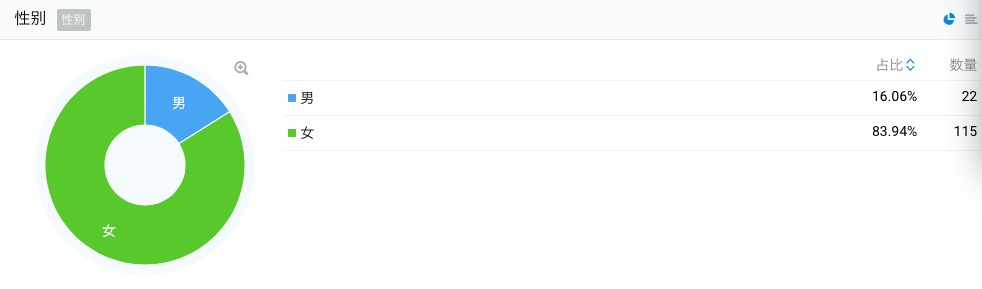 性别 性别
占比 数量
男 16.06% 22
女 83.94% 115
男
女